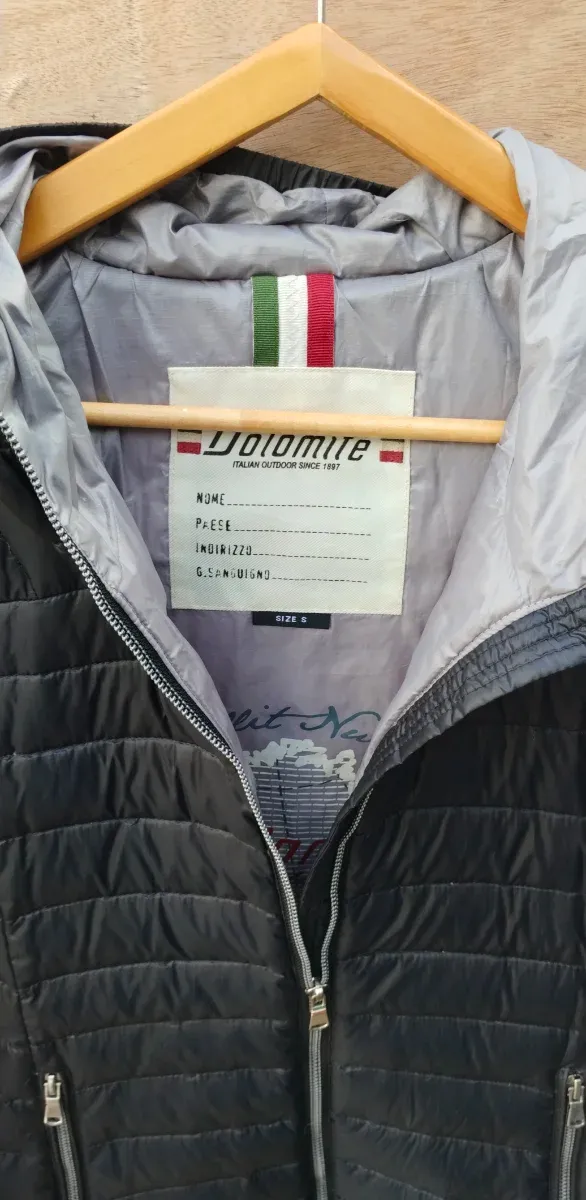 Dolomite
ITALIAN OUTDOOR SINCE 1897
NOME
PAESE
INDIRIZZO
G.SANGUIGNO
SIZE S